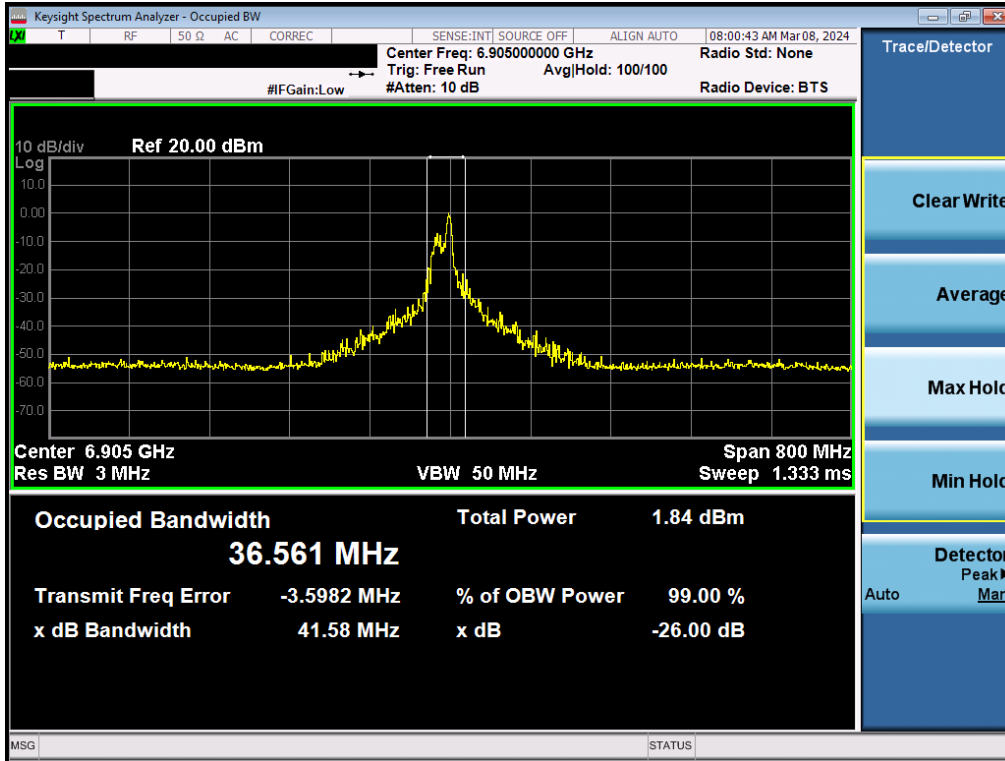 Keysight Spectrum Analyzer - Occupied BW
LXI T RF 50 Ω AC CORREC SENSE:INT SOURCE OFF ALIGN AUTO 08:00:43 AM Mar 08, 2024
Center Freq: 6.905000000 GHz Radio Std: None
Trig: Free Run Avg|Hold: 100/100
#IFGain:Low #Atten: 10 dB Radio Device: BTS
10 dB/div Ref 20.00 dBm
Log
10.0
0.00
-10.0
-20.0
-30.0
-40.0
-50.0
-60.0
-70.0
Center 6.905 GHz Span 800 MHz
Res BW 3 MHz VBW 50 MHz Sweep 1.333 ms
Occupied Bandwidth Total Power 1.84 dBm
36.561 MHz
Transmit Freq Error -3.5982 MHz % of OBW Power 99.00 %
x dB Bandwidth 41.58 MHz x dB -26.00 dB
MSG STATUS
Trace/Detector
Clear Write
Average
Max Hold
Min Hold
Detector
Peak
Auto Man